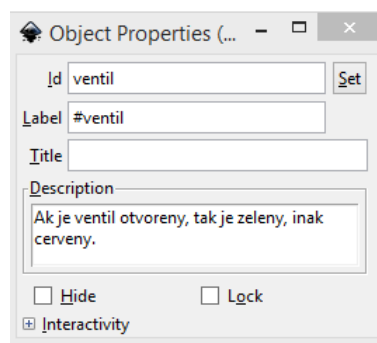 Object Properties (...
Id ventil Set
Label #ventil
Title
Description
Ak je ventil otvoreny, tak je zeleny, inak
cerveny.
Hide Lock
Interactivity